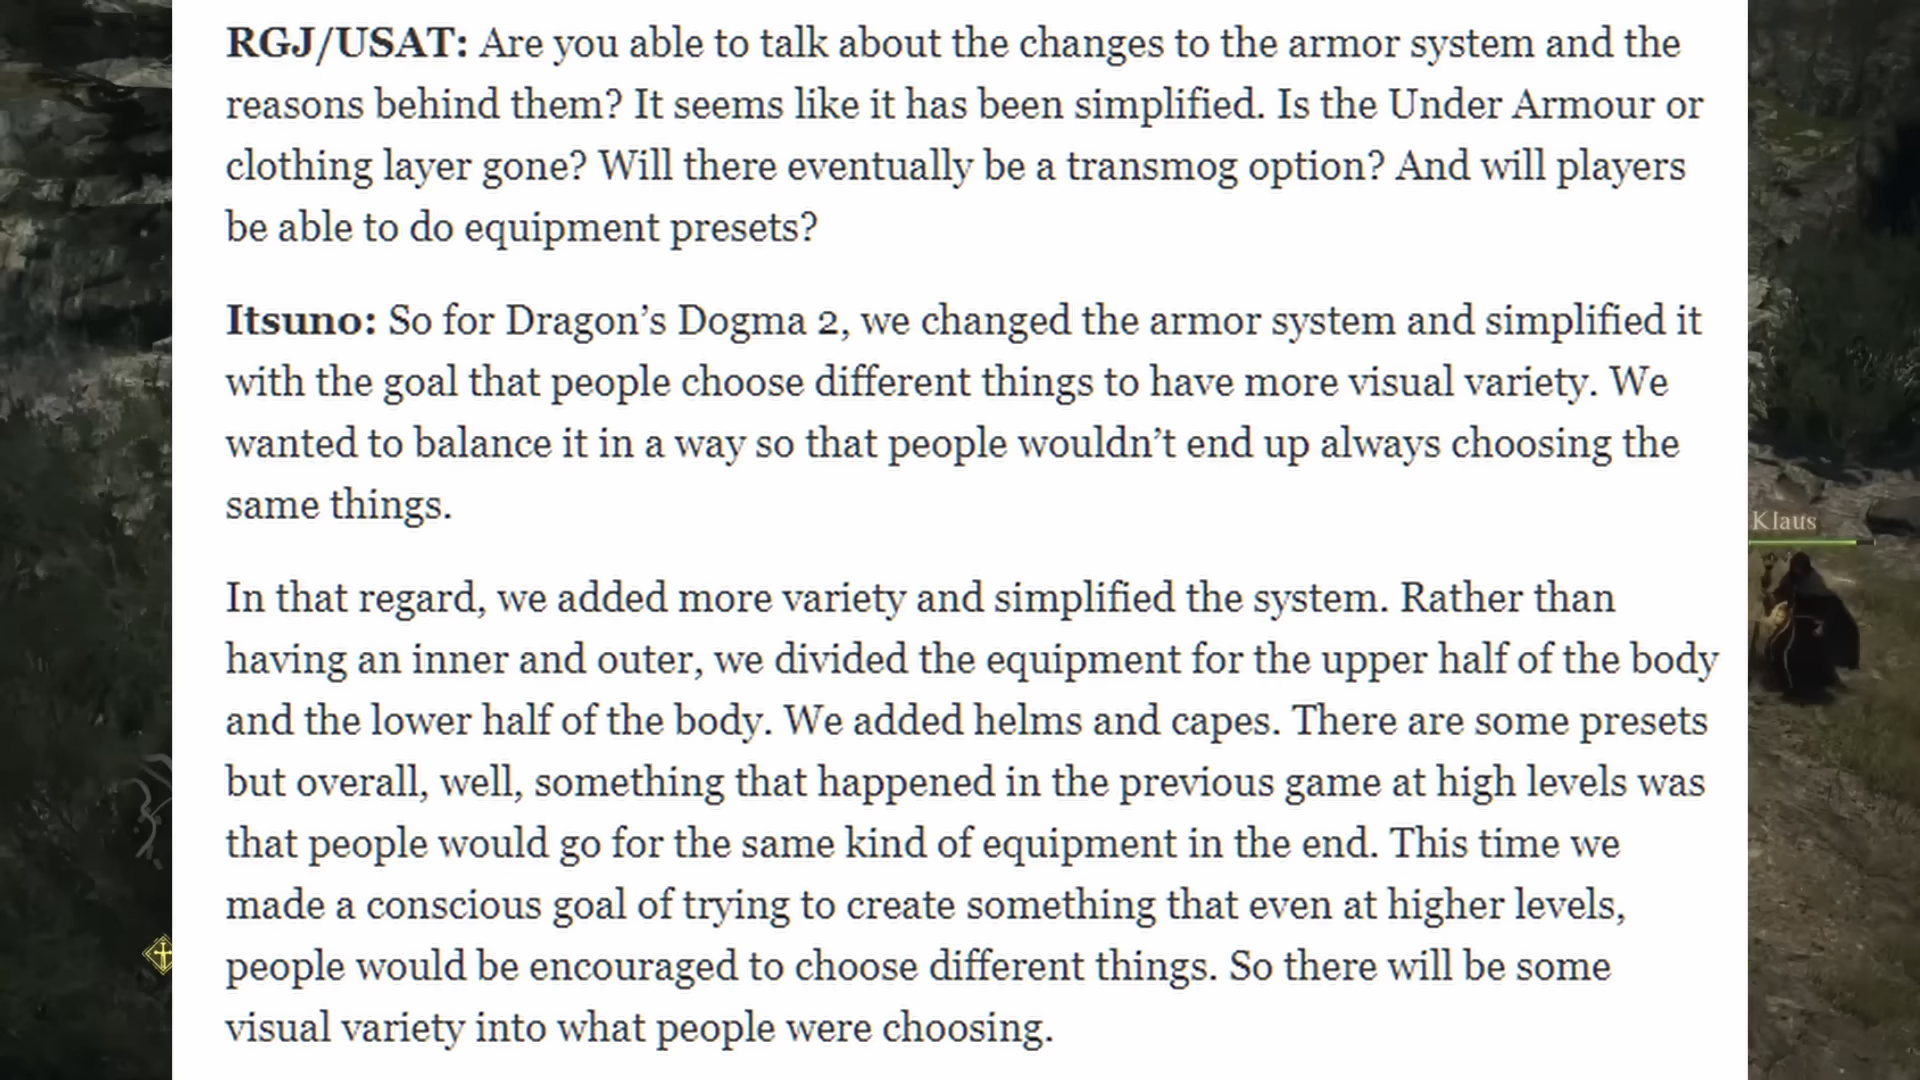 RGJ/USAT: Are you able to talk about the changes to the armor system and the
reasons behind them? It seems like it has been simplified. Is the Under Armour or
clothing layer gone? Will there eventually be a transmog option? And will players
be able to do equipment presets?
Itsuno: So for Dragon’s Dogma 2, we changed the armor system and simplified it
with the goal that people choose different things to have more visual variety. We
wanted to balance it in a way so that people wouldn’t end up always choosing the
same things.
Klaus
In that regard, we added more variety and simplified the system. Rather than
having an inner and outer, we divided the equipment for the upper half of the body
and the lower half of the body. We added helms and capes. There are some presets
but overall, well, something that happened in the previous game at high levels was
that people would go for the same kind of equipment in the end. This time we
made a conscious goal of trying to create something that even at higher levels,
people would be encouraged to choose different things. So there will be some
visual variety into what people were choosing.